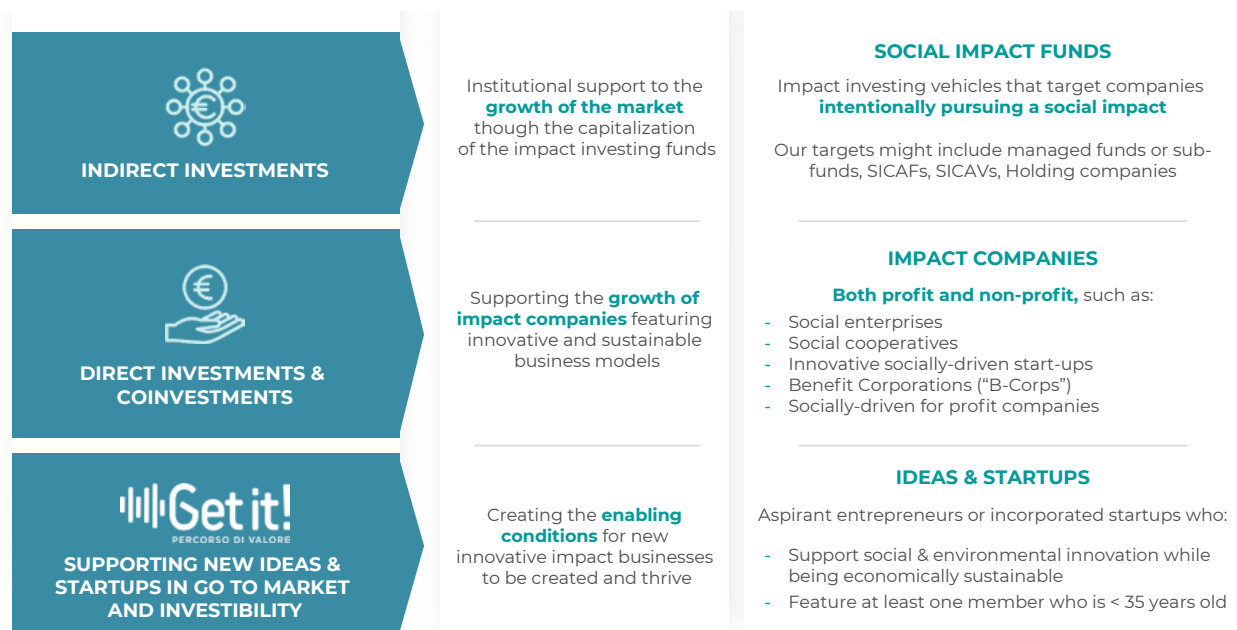 INDIRECT INVESTMENTS
Institutional support to the
growth of the market
though the capitalization
of the impact investing funds
SOCIAL IMPACT FUNDS
Impact investing vehicles that target companies
intentionally pursuing a social impact
Our targets might include managed funds or sub-
funds, SICAFs, SICAVs, Holding companies
DIRECT INVESTMENTS &
COINVESTMENTS
Supporting the growth of
impact companies featuring
innovative and sustainable
business models
IMPACT COMPANIES
Both profit and non-profit, such as:
- Social enterprises
- Social cooperatives
- Innovative socially-driven start-ups
- Benefit Corporations (“B-Corps”)
- Socially-driven for profit companies
Get it!
PERCORSO DI VALORE
SUPPORTING NEW IDEAS &
STARTUPS IN GO TO MARKET
AND INVESTIBILITY
Creating the enabling
conditions for new
innovative impact businesses
to be created and thrive
IDEAS & STARTUPS
Aspirant entrepreneurs or incorporated startups who:
- Support social & environmental innovation while
being economically sustainable
- Feature at least one member who is < 35 years old